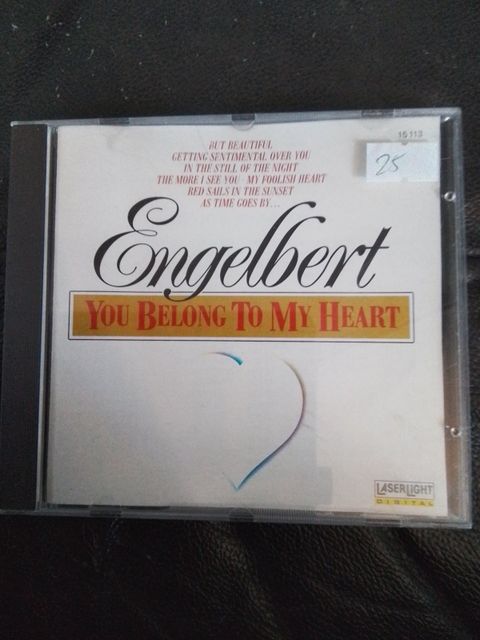 BUT BEAUTIFUL
GETTING SENTIMENTAL OVER YOU
IN THE STILL OF THE NIGHT
THE MORE I SEE YOU · MY FOOLISH HEART
RED SAILS IN THE SUNSET
AS TIME GOES BY...
15 113
25
Engelbert
YOU BELONG TO MY HEART
LASERLIGHT
DIGITAL